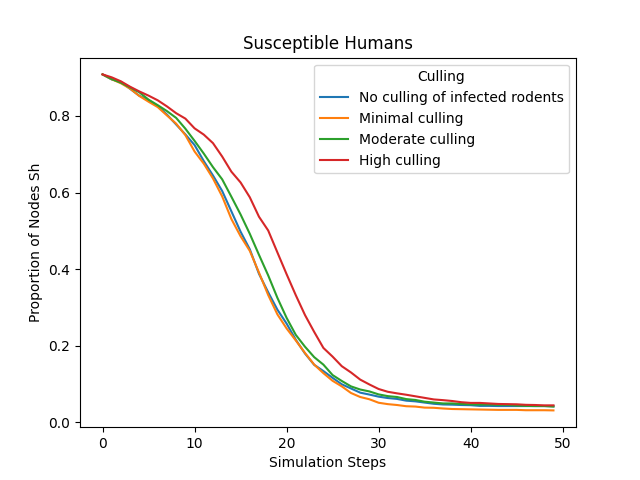 Susceptible Humans
Culling
No culling of infected rodents
Minimal culling
Moderate culling
High culling
Proportion of Nodes Sh
0.8
0.6
0.4
0.2
0.0
0 10 20 30 40 50
Simulation Steps